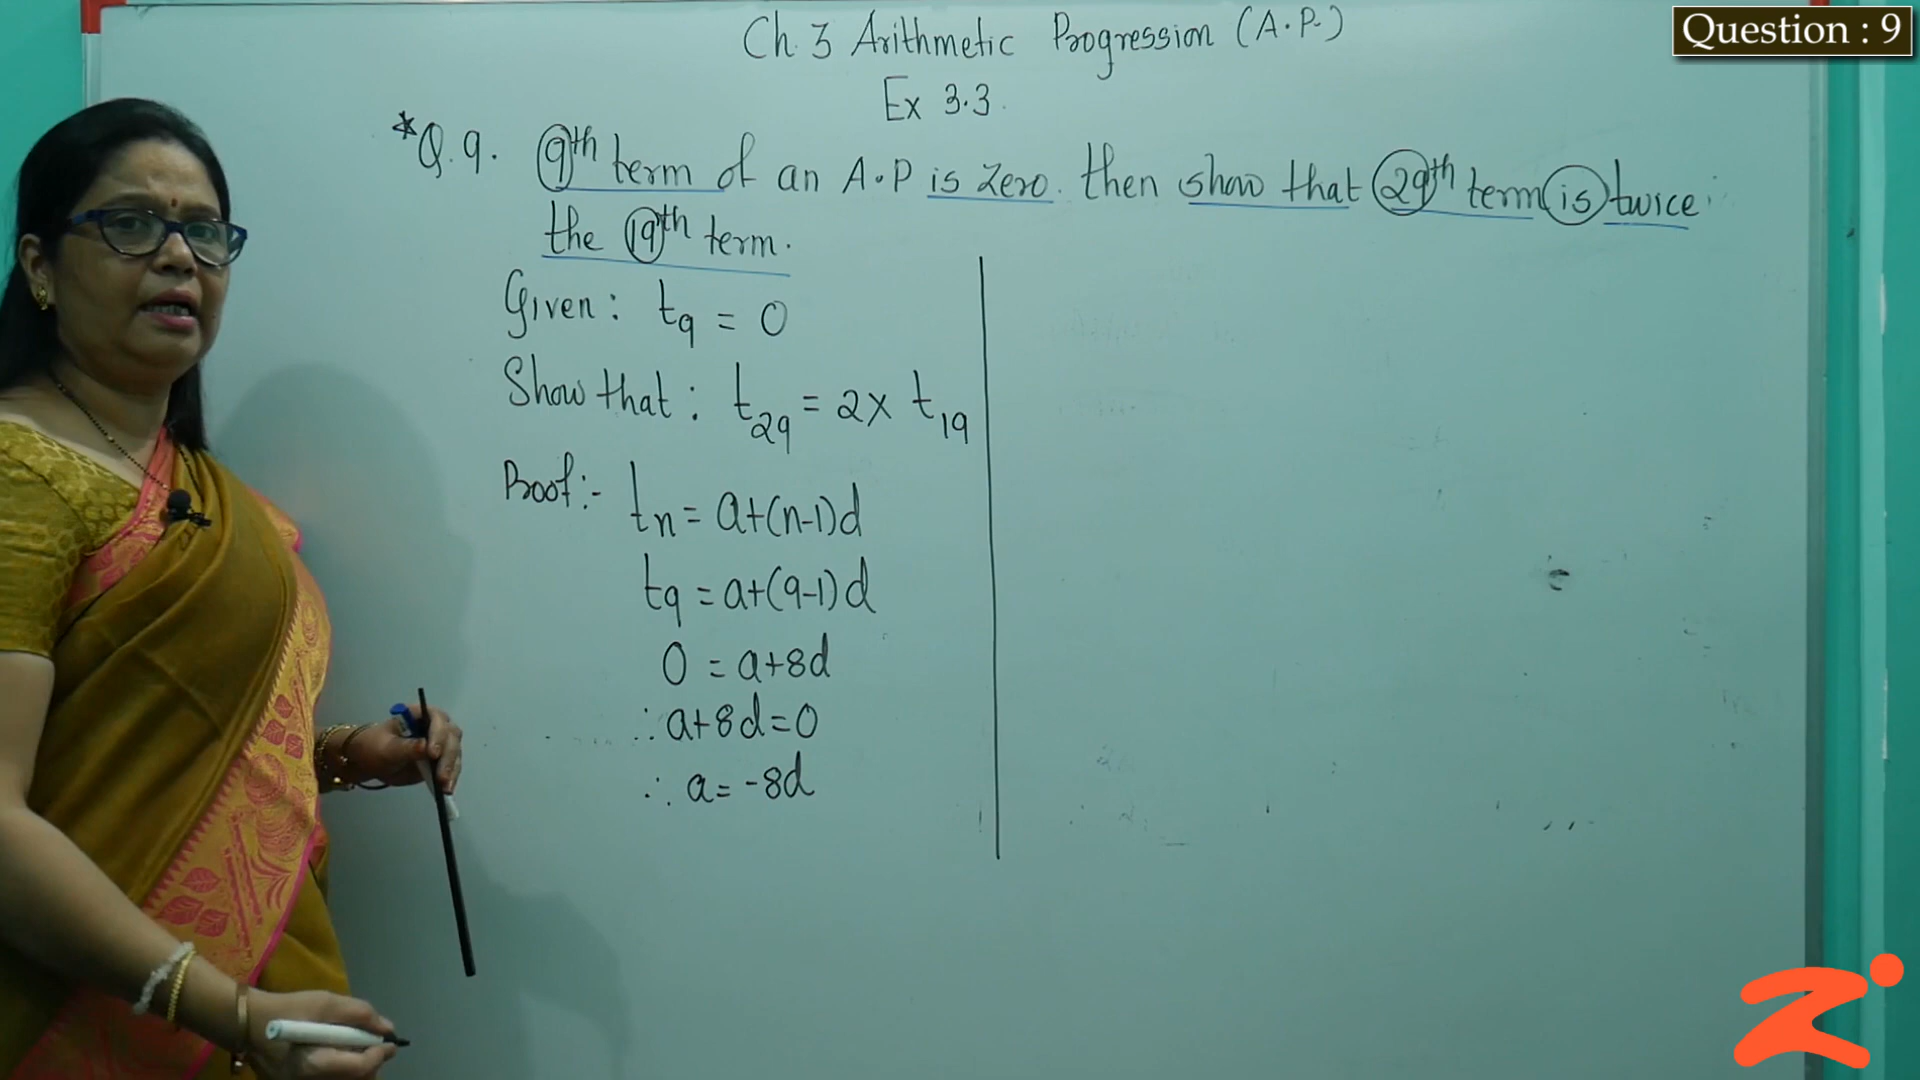 Question : 9
Ch. 3 Arithmetic Progression (A.P.)
Ex 3.3.
*Q.9. 9th term of an A.P is zero. then show that 29th term is twice
the 19th term.
Given: t9 = 0
Show that: t29 = 2x t19
Proof:- tn = a+(n-1)d
t9 = a+(9-1)d
0 = a+8d
∴ a+8d=0
∴ a= -8d